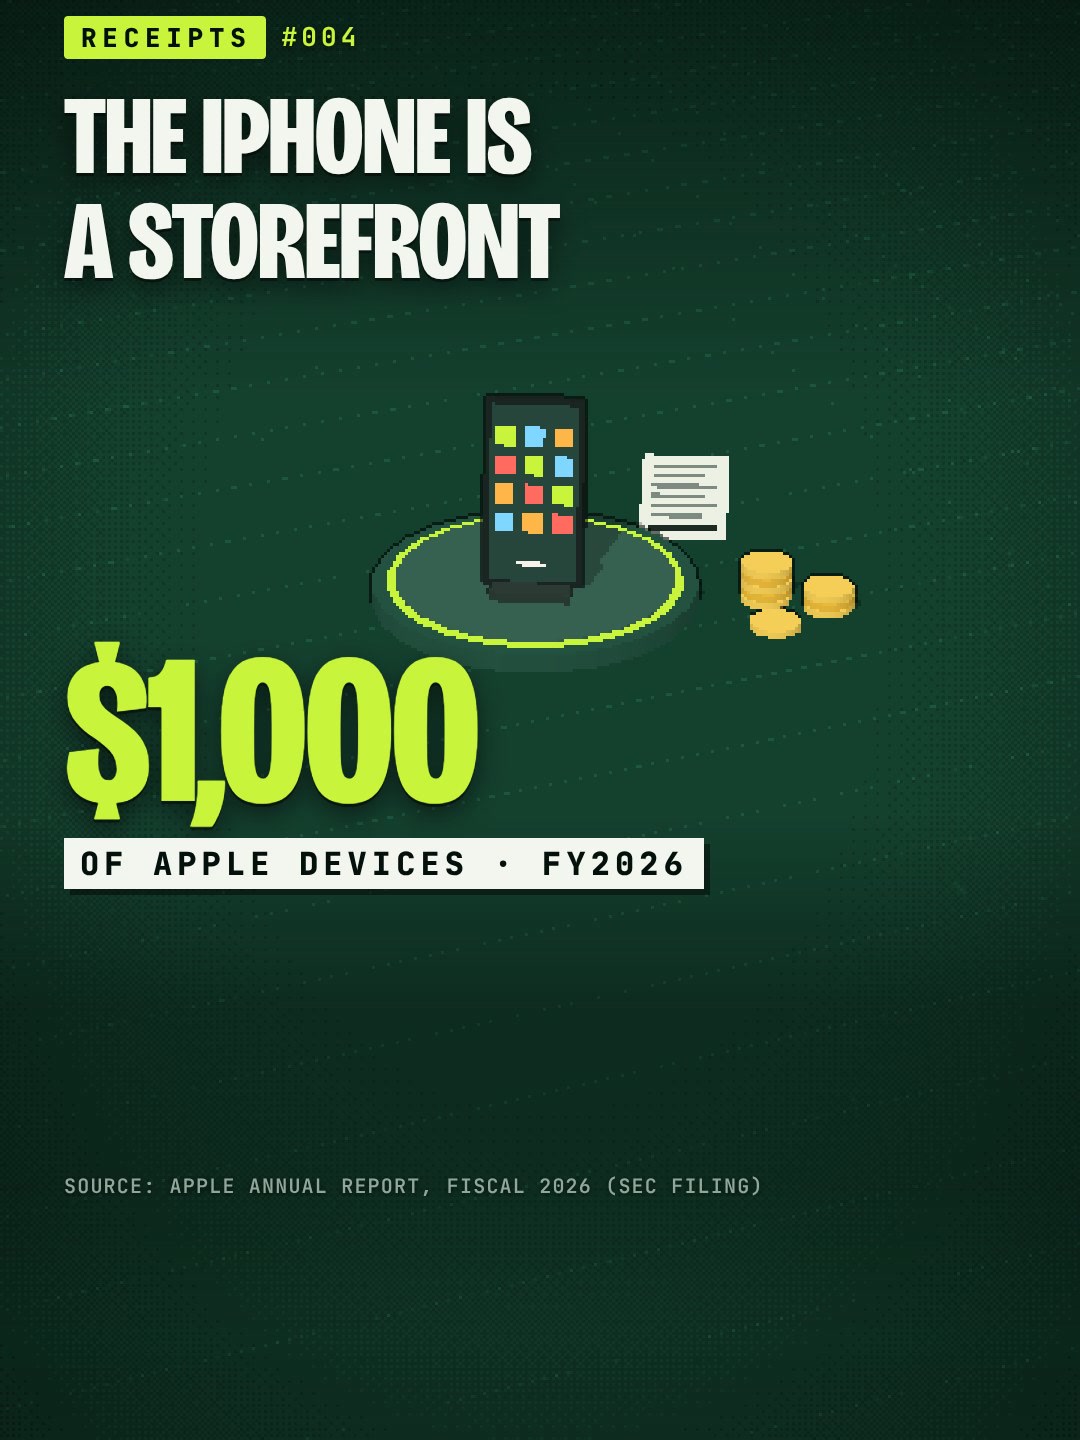 RECEIPTS #004
THE IPHONE IS
A STOREFRONT
$1,000
OF APPLE DEVICES · FY2026
SOURCE: APPLE ANNUAL REPORT, FISCAL 2026 (SEC FILING)